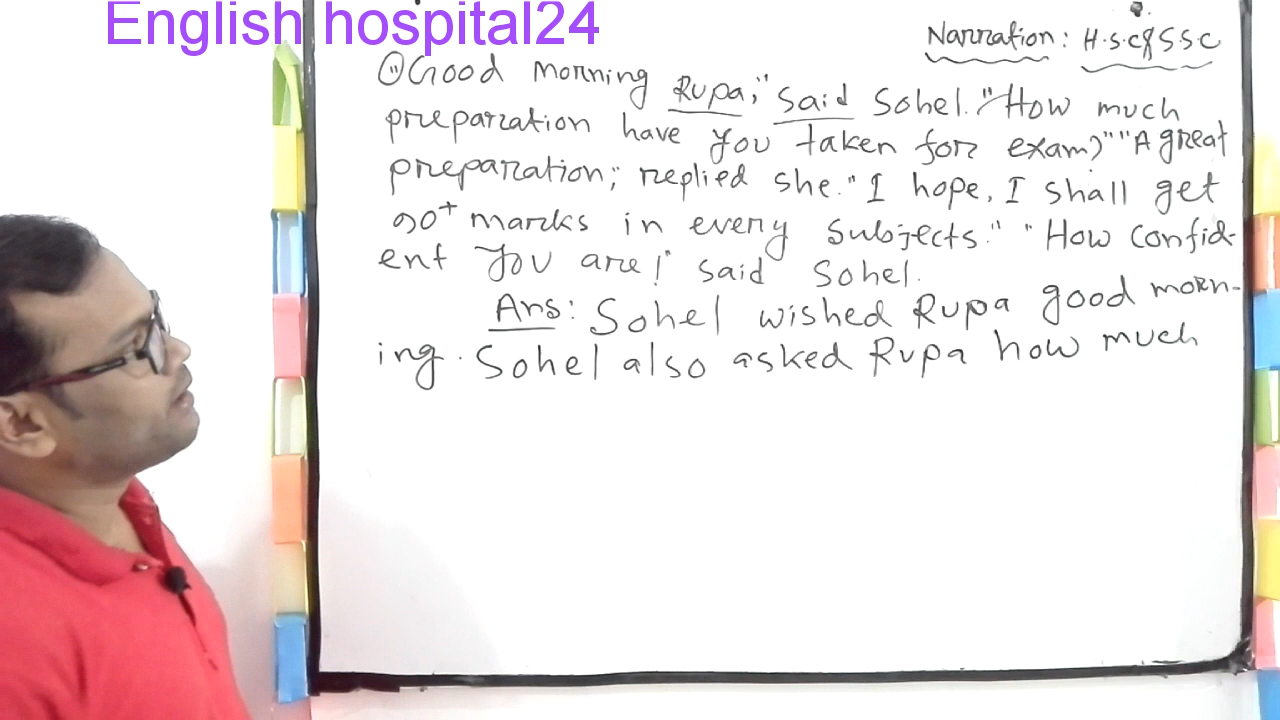 English hospital24
Narration: H.S.C & SSC
① "Good morning Rupa," said Sohel. "How much
preparation have you taken for exam?" "A great
preparation," replied she. "I hope, I shall get
90+ marks in every subjects." "How confid-
ent you are!" said Sohel.
Ans: Sohel wished Rupa good morn-
ing. Sohel also asked Rupa how much